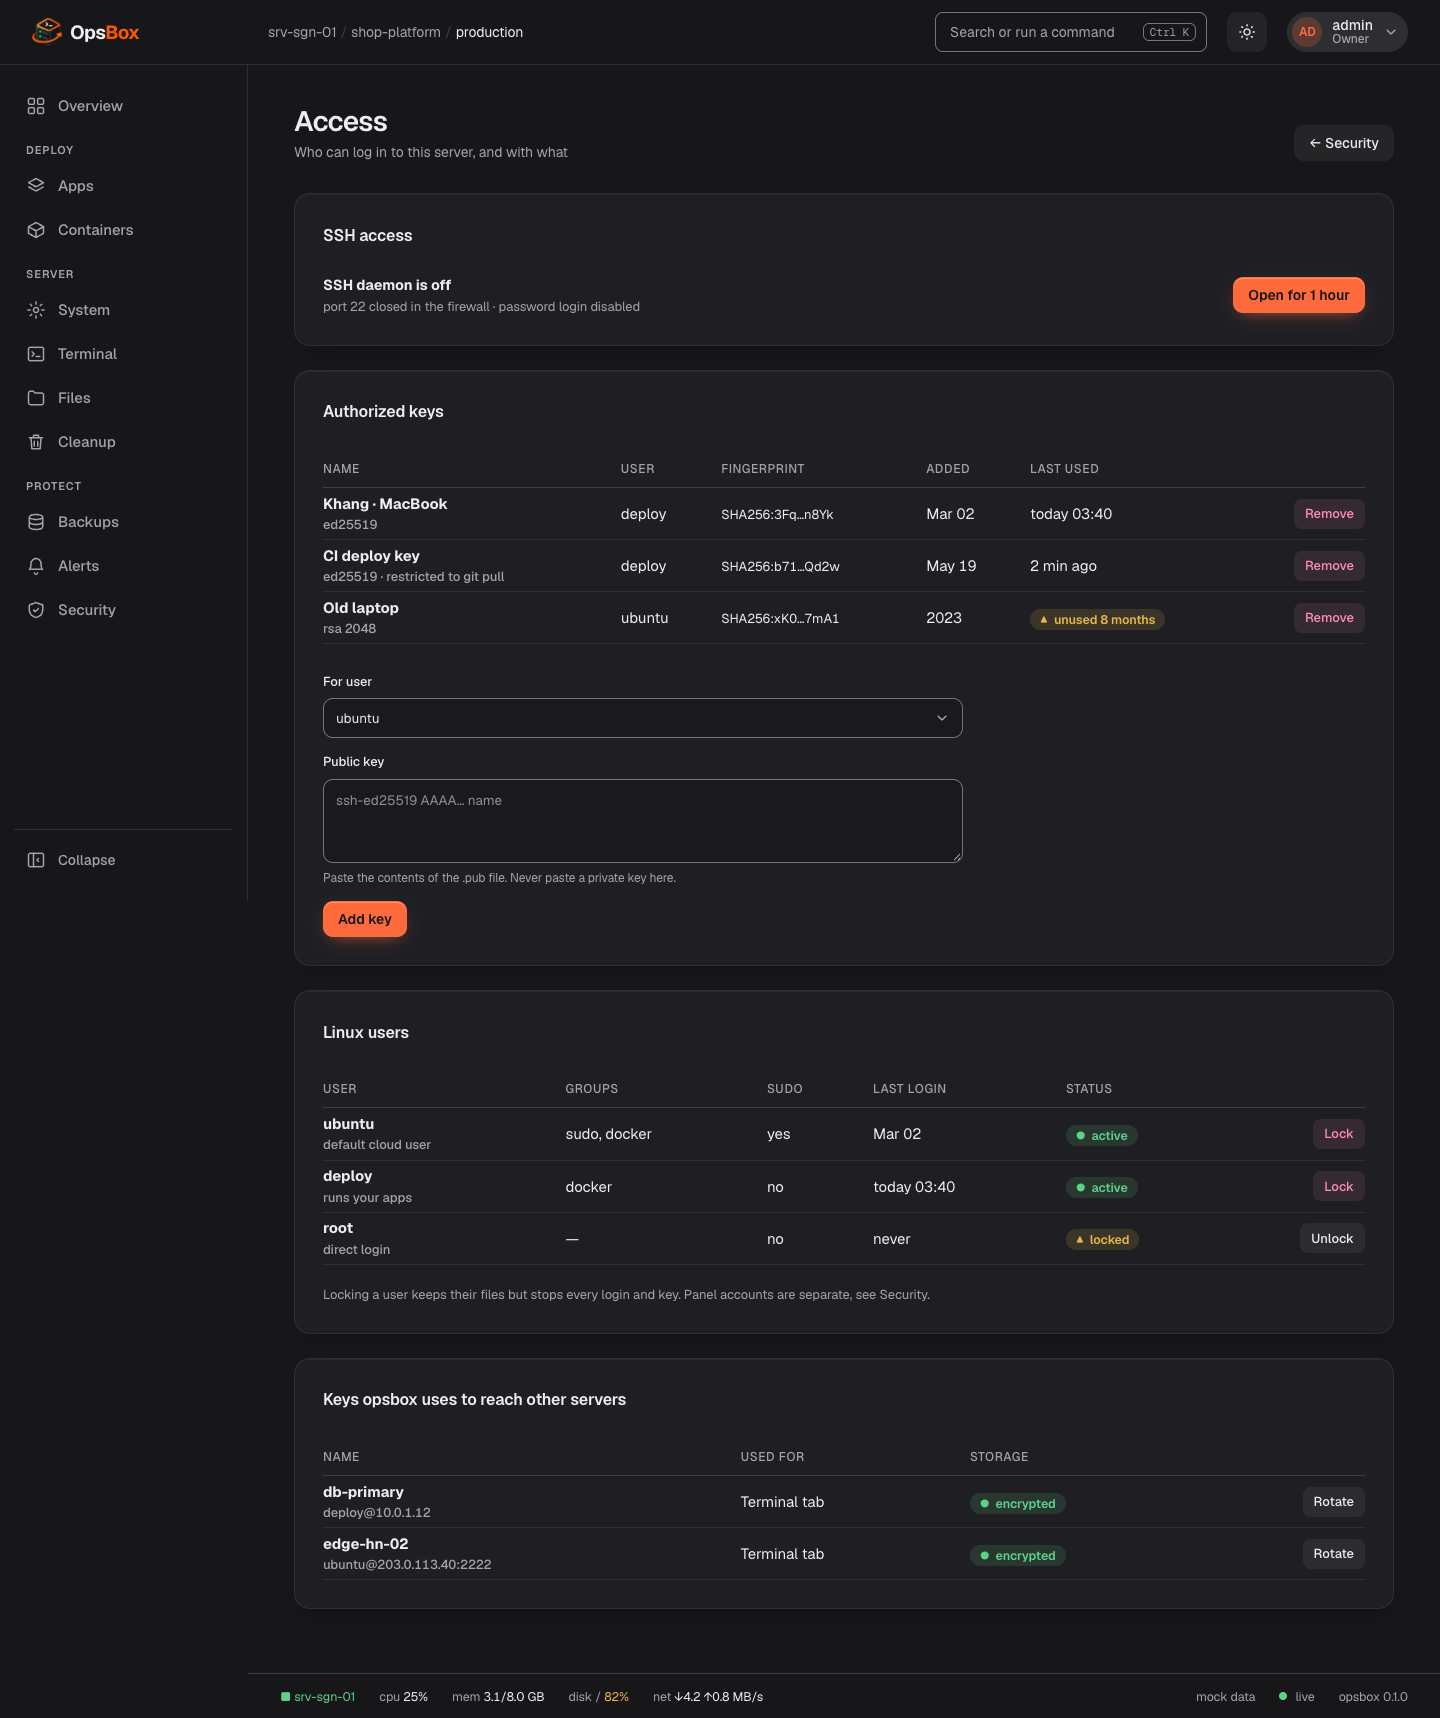 OpsBox
srv-sgn-01 / shop-platform / production
Search or run a command Ctrl K
AD admin
Owner
Overview
DEPLOY
Apps
Containers
SERVER
System
Terminal
Files
Cleanup
PROTECT
Backups
Alerts
Security
Collapse
Access
Who can log in to this server, and with what
← Security
SSH access
SSH daemon is off
port 22 closed in the firewall · password login disabled
Open for 1 hour
Authorized keys
NAME USER FINGERPRINT ADDED LAST USED
Khang · MacBook
ed25519
deploy SHA256:3Fq…n8Yk Mar 02 today 03:40 Remove
CI deploy key
ed25519 · restricted to git pull
deploy SHA256:b71…Qd2w May 19 2 min ago Remove
Old laptop
rsa 2048
ubuntu SHA256:xK0…7mA1 2023 unused 8 months Remove
For user
ubuntu
Public key
ssh-ed25519 AAAA… name
Paste the contents of the .pub file. Never paste a private key here.
Add key
Linux users
USER GROUPS SUDO LAST LOGIN STATUS
ubuntu
default cloud user
sudo, docker yes Mar 02 active Lock
deploy
runs your apps
docker no today 03:40 active Lock
root
direct login
— no never locked Unlock
Locking a user keeps their files but stops every login and key. Panel accounts are separate, see Security.
Keys opsbox uses to reach other servers
NAME USED FOR STORAGE
db-primary
deploy@10.0.1.12
Terminal tab encrypted Rotate
edge-hn-02
ubuntu@203.0.113.40:2222
Terminal tab encrypted Rotate
srv-sgn-01 cpu 25% mem 3.1/8.0 GB disk / 82% net ↓4.2 ↑0.8 MB/s mock data live opsbox 0.1.0